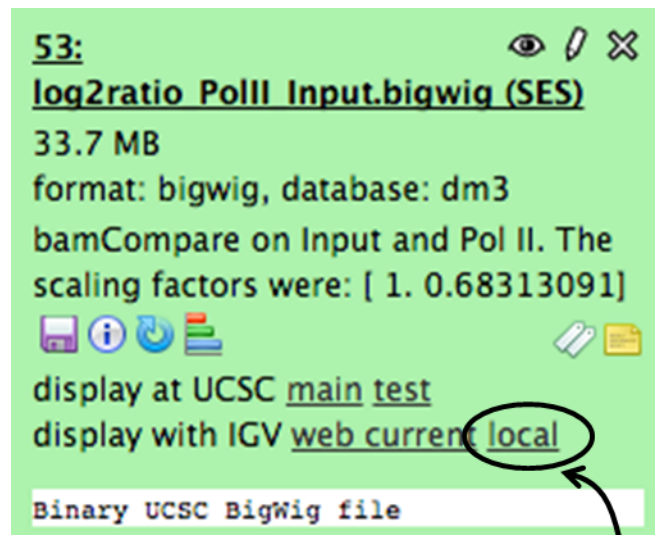 53:
log2ratio_PolII_Input.bigwig (SES)
33.7 MB
format: bigwig, database: dm3
bamCompare on Input and Pol II. The
scaling factors were: [ 1. 0.68313091]
display at UCSC main test
display with IGV web current local
Binary UCSC BigWig file